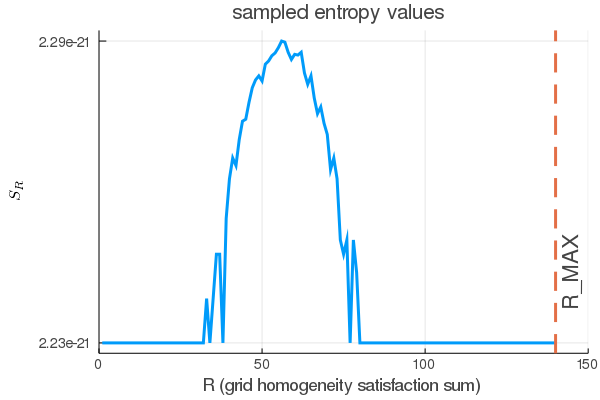 sampled entropy values
2.29e-21
S_R
R_MAX
2.23e-21
0 50 100 150
R (grid homogeneity satisfaction sum)